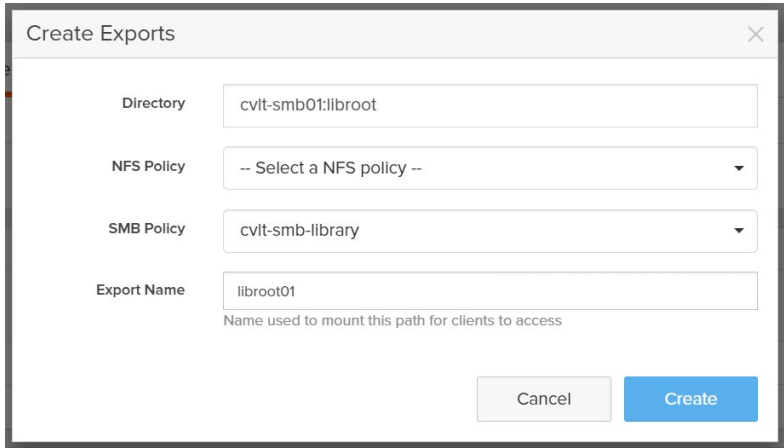 Create Exports
Directory
cvlt-smb01:libroot
NFS Policy
-- Select a NFS policy --
SMB Policy
cvlt-smb-library
Export Name
libroot01
Name used to mount this path for clients to access
Cancel
Create